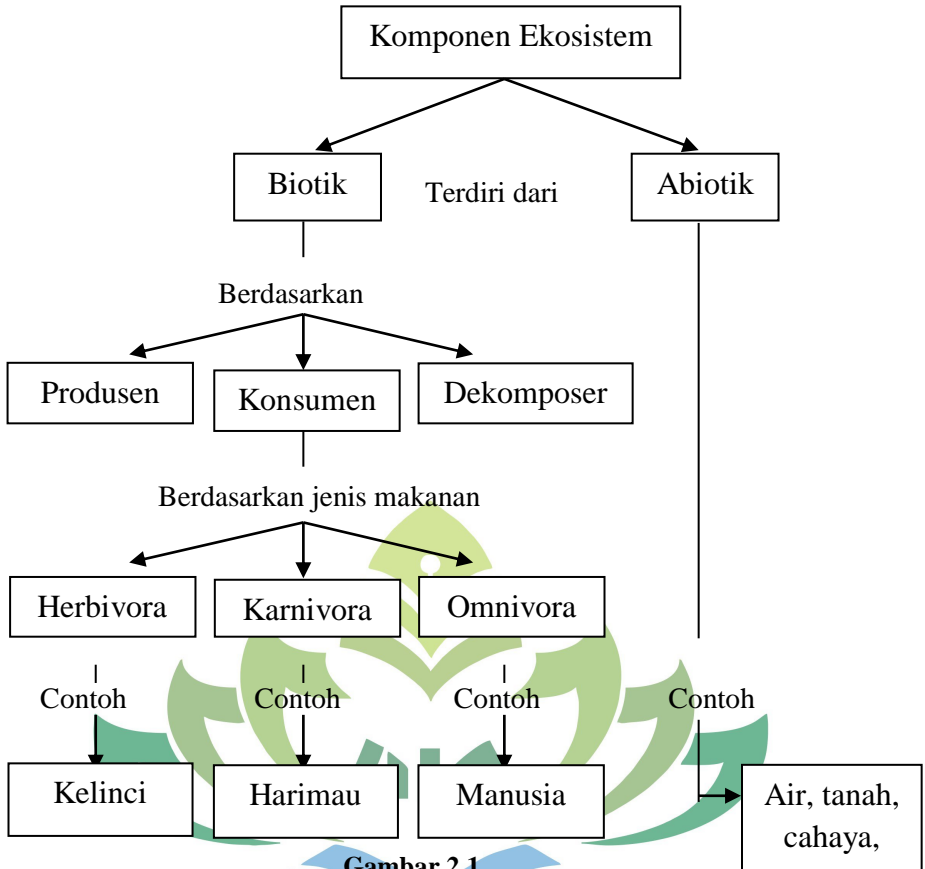 Komponen Ekosistem
Biotik
Terdiri dari
Abiotik
Berdasarkan
Produsen
Konsumen
Dekomposer
Berdasarkan jenis makanan
Herbivora
Karnivora
Omnivora
Contoh
Contoh
Contoh
Contoh
Kelinci
Harimau
Manusia
Air, tanah,
cahaya,
Gambar 2.1